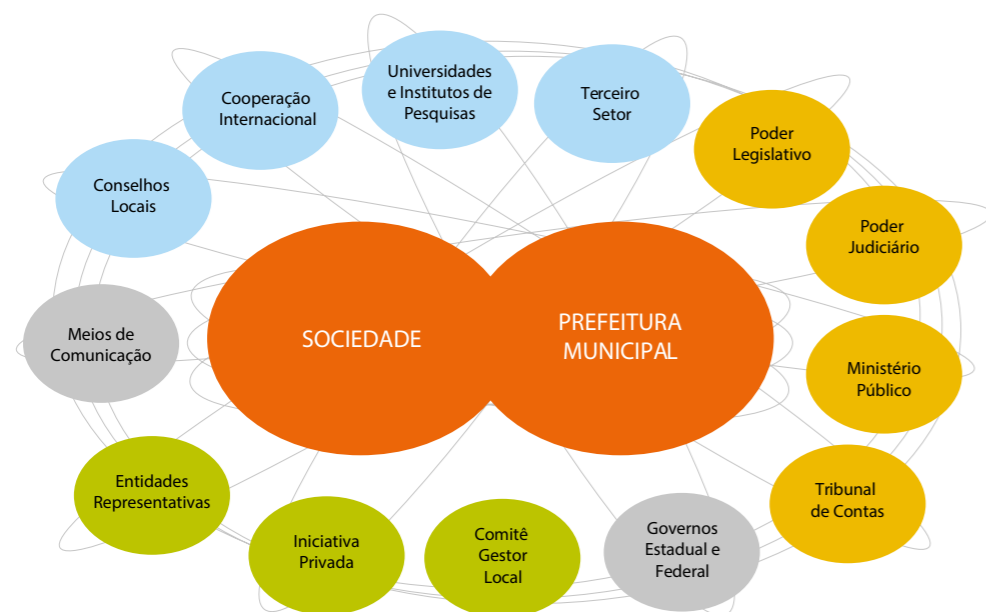 Universidades
e Institutos de
Pesquisas
Terceiro
Setor
Cooperação
Internacional
Poder
Legislativo
Conselhos
Locais
Poder
Judiciário
SOCIEDADE
PREFEITURA
MUNICIPAL
Meios de
Comunicação
Ministério
Público
Entidades
Representativas
Tribunal
de Contas
Iniciativa
Privada
Comitê
Gestor
Local
Governos
Estadual e
Federal